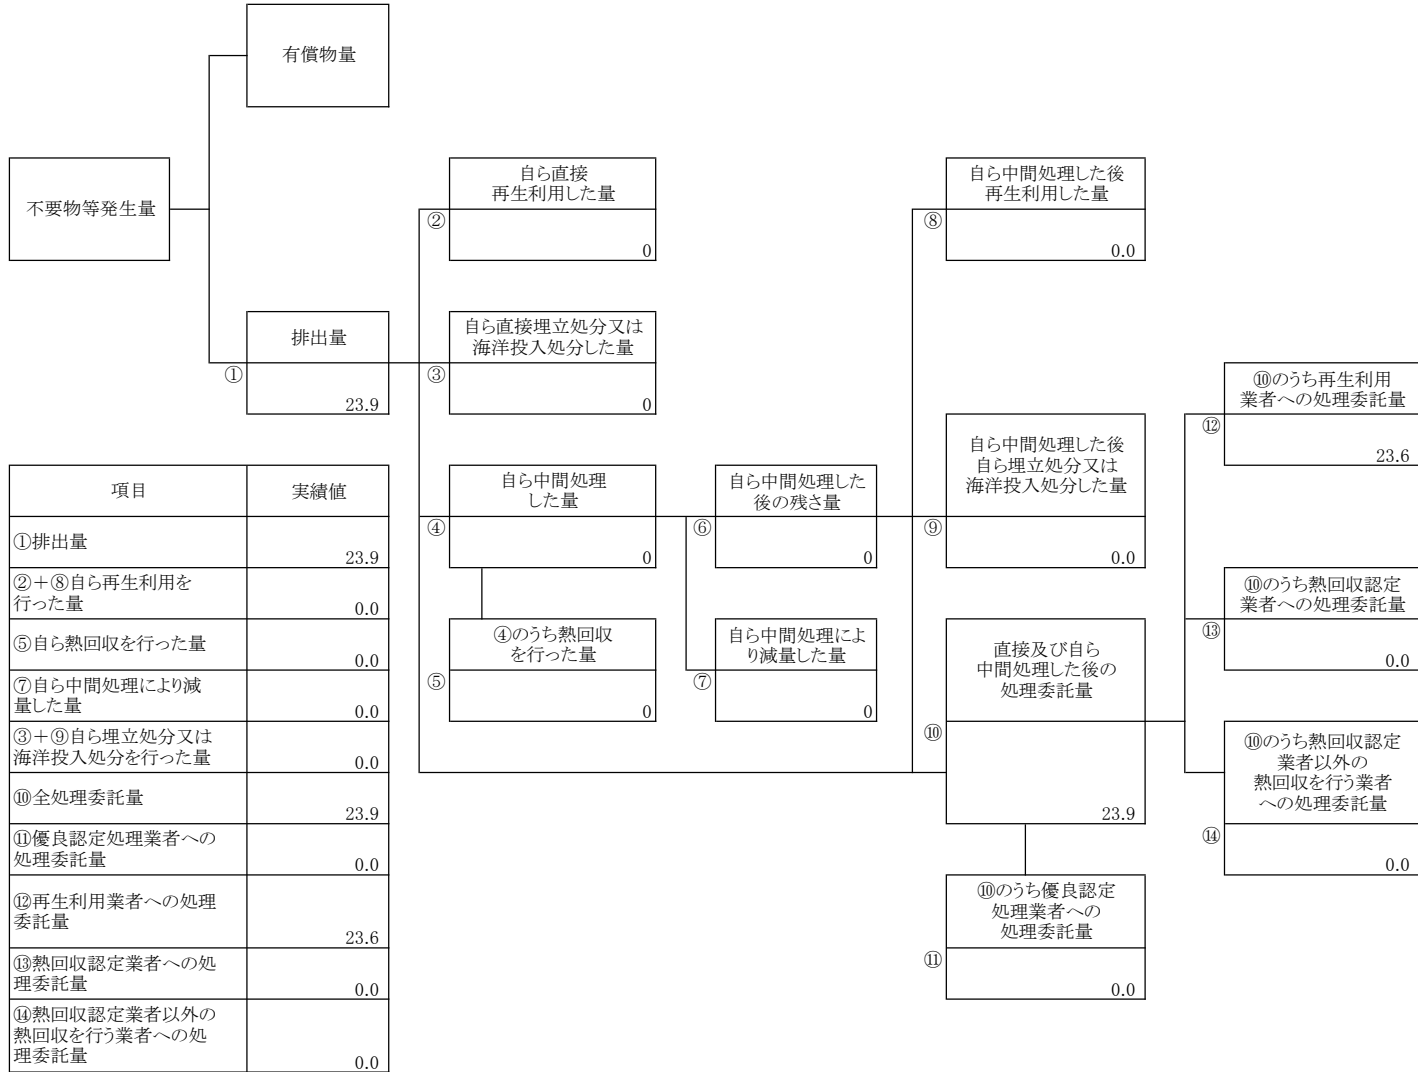 有償物量
不要物等発生量
自ら直接
再生利用した量
②
0
自ら中間処理した後
再生利用した量
⑧
0.0
排出量
①
23.9
自ら直接埋立処分又は
海洋投入処分した量
③
0
⑩のうち再生利用
業者への処理委託量
⑫
23.6
自ら中間処理
した量
④
0
自ら中間処理した
後の残さ量
⑥
0
自ら中間処理した後
自ら埋立処分又は
海洋投入処分した量
⑨
0.0
⑩のうち熱回収認定
業者への処理委託量
⑬
0.0
④のうち熱回収
を行った量
⑤
0
自ら中間処理によ
り減量した量
⑦
0
直接及び自ら
中間処理した後の
処理委託量
⑩
23.9
⑩のうち熱回収認定
業者以外の
熱回収を行う業者
への処理委託量
⑭
0.0
⑩のうち優良認定
処理業者への
処理委託量
⑪
0.0
項目 実績値
①排出量
23.9
②+⑧自ら再生利用を
行った量
0.0
⑤自ら熱回収を行った量
0.0
⑦自ら中間処理により減
量した量
0.0
③+⑨自ら埋立処分又は
海洋投入処分を行った量
0.0
⑩全処理委託量
23.9
⑪優良認定処理業者への
処理委託量
0.0
⑫再生利用業者への処理
委託量
23.6
⑬熱回収認定業者への処
理委託量
0.0
⑭熱回収認定業者以外の
熱回収を行う業者への処
理委託量
0.0